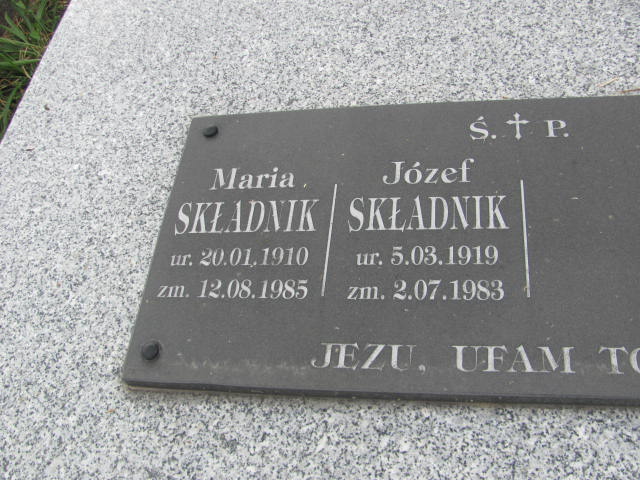 Ś. P.
Maria
SKŁADNIK
ur. 20.01.1910
zm. 12.08.1985
Józef
SKŁADNIK
ur. 5.03.1919
zm. 2.07.1983
JEZU, UFAM